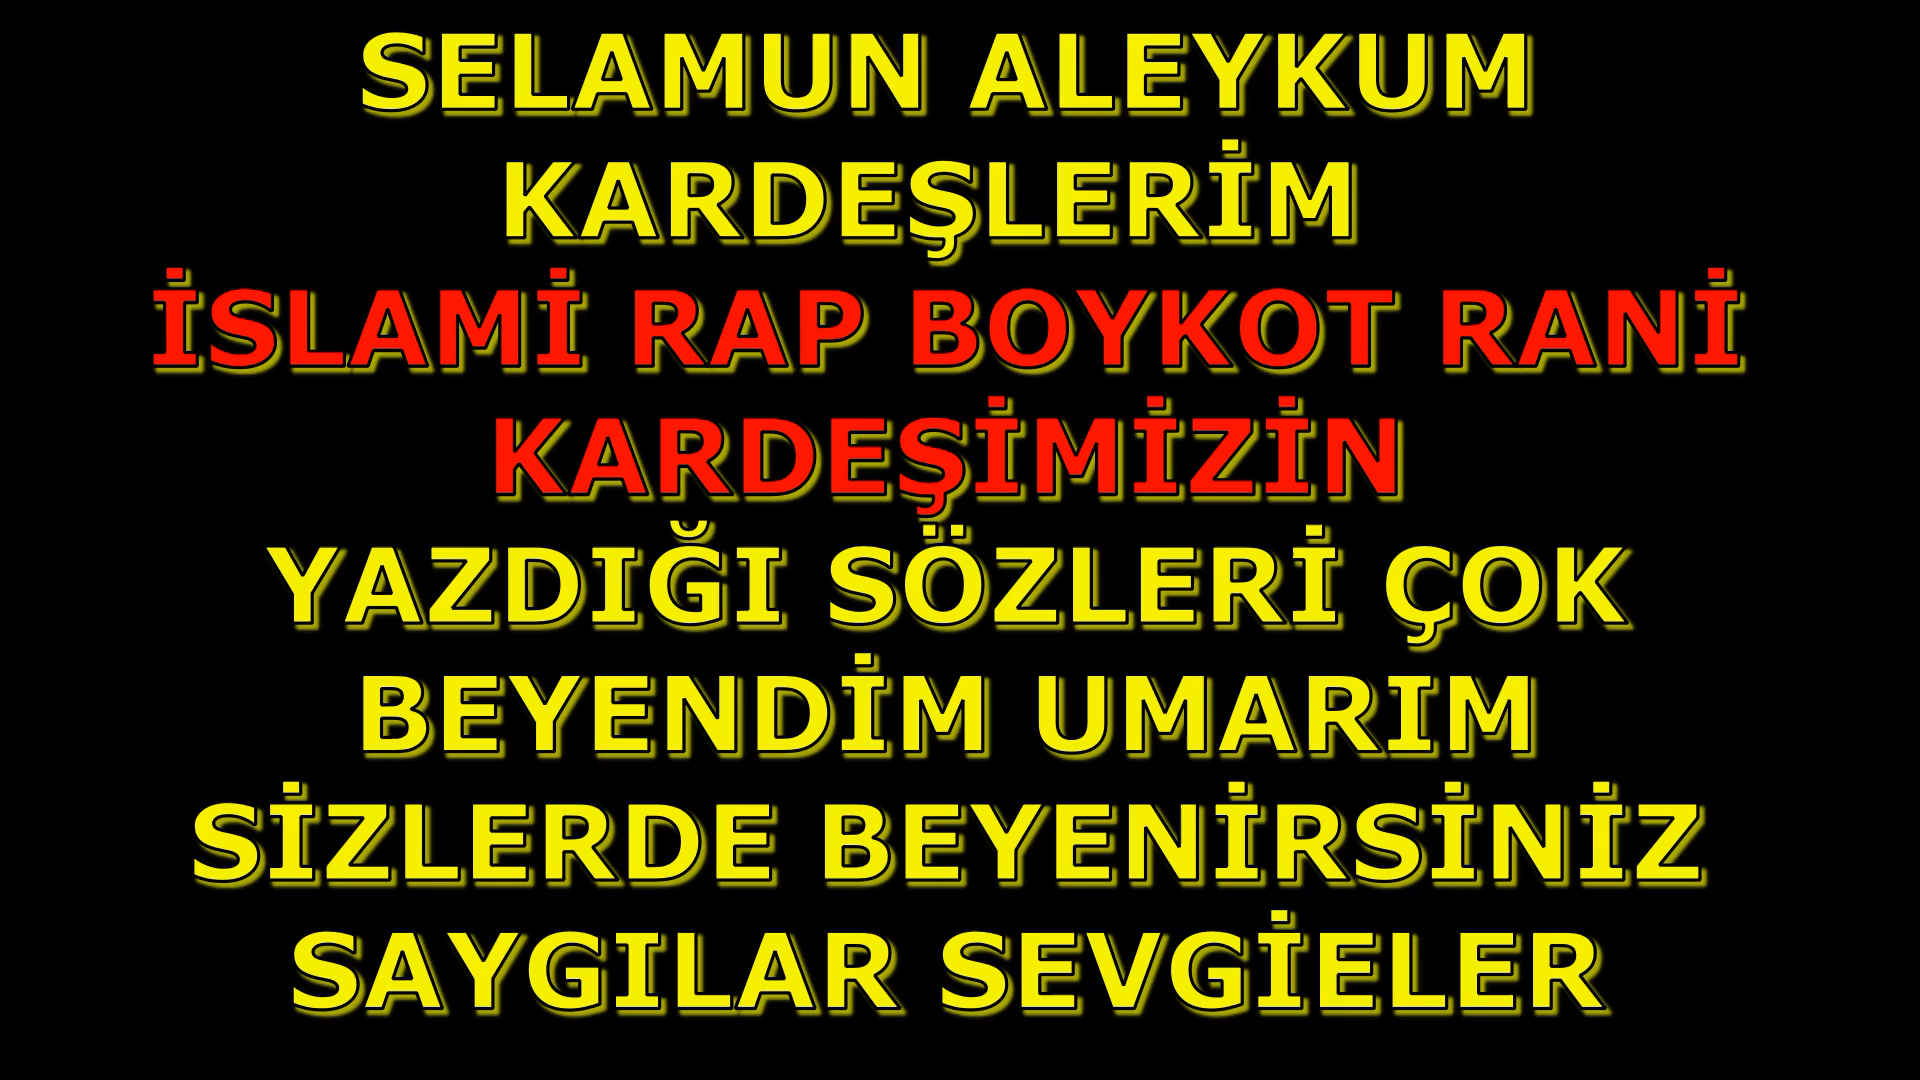 SELAMUN ALEYKUM
KARDEŞLERİM
İSLAMİ RAP BOYKOT RANİ
KARDEŞİMİZİN
YAZDIĞI SÖZLERİ ÇOK
BEYENDİM UMARIM
SİZLERDE BEYENİRSİNİZ
SAYGILAR SEVGİELER